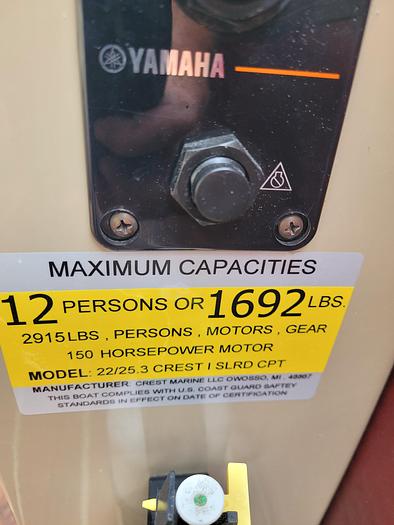 YAMAHA
MAXIMUM CAPACITIES
12 PERSONS OR 1692 LBS.
2915 LBS , PERSONS , MOTORS , GEAR
150 HORSEPOWER MOTOR
MODEL: 22/25.3 CREST I SLRD CPT
MANUFACTURER: CREST MARINE LLC OWOSSO, MI.
THIS BOAT COMPLIES WITH U.S. COAST GUARD SAFTEY
STANDARDS IN EFFECT ON DATE OF CERTIFICATION